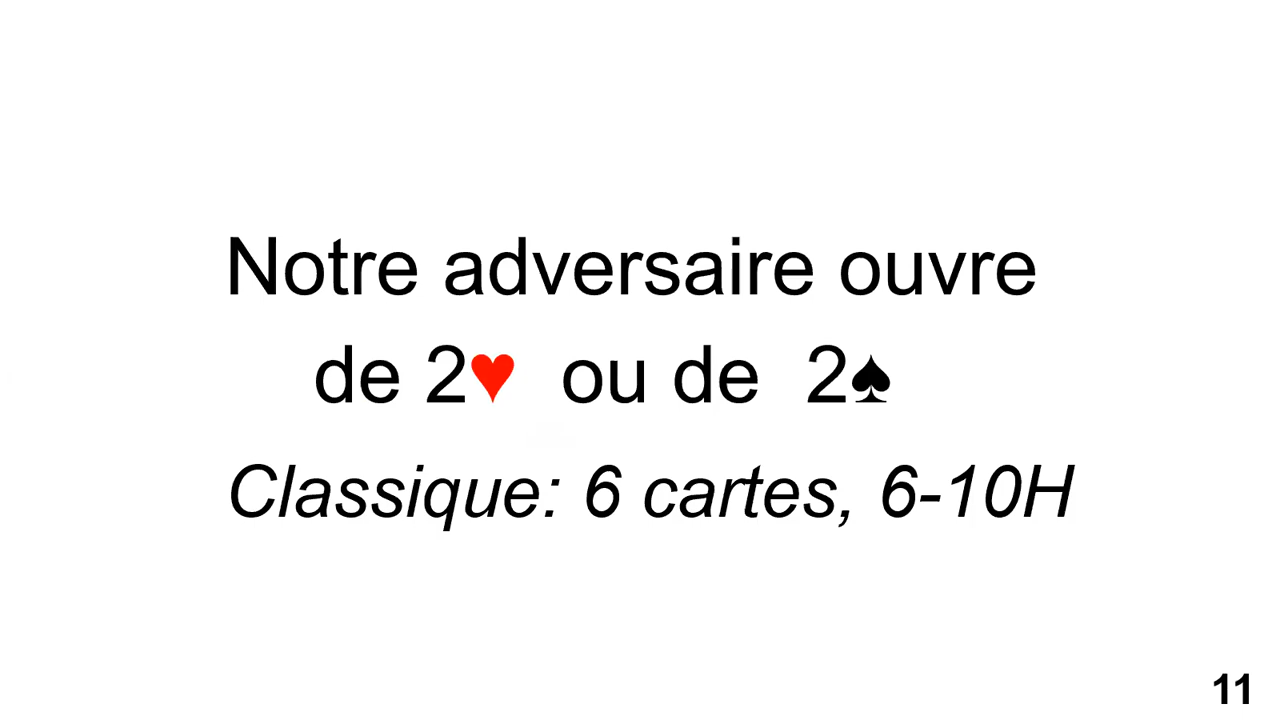 Notre adversaire ouvre
de 2♥ ou de 2♠
Classique: 6 cartes, 6-10H
11